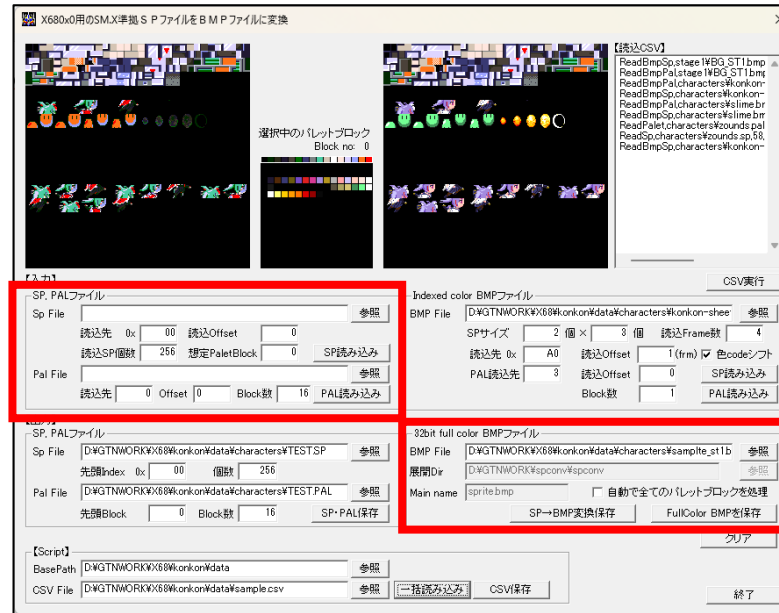 X680x0用のSM.X準拠ＳＰファイルをＢＭＰファイルに変換
【読込CSV】
ReadBmpSp,stage1¥BG_ST1.bmp
ReadBmpPal,stage1¥BG_ST1.bmp
ReadBmpPal,characters¥konkon-
ReadBmpSp,characters¥konkon-
ReadBmpPal,characters¥slime.br
ReadBmpSp,characters¥slime.br
ReadPalet,characters¥zounds.pal
ReadSp,characters¥zounds.sp,58,
ReadBmpSp,characters¥konkon-
選択中のパレットブロック
Block no: 0
CSV実行
【入力】
SP, PALファイル
Sp File 参照
読込先 0x 00 読込Offset 0
読込SP個数 256 想定PaletBlock 0 SP読み込み
Pal File 参照
読込先 0 Offset 0 Block数 16 PAL読み込み
Indexed color BMPファイル
BMP File D:¥GTNWORK¥X68¥konkon¥data¥characters¥konkon-shee 参照
SPサイズ 2 個 × 3 個 読込Frame数 4
読込先 0x A0 読込Offset 1 (frm) 色codeシフト
PAL読込先 3 読込Offset 0 SP読み込み
Block数 1 PAL読み込み
SP, PALファイル
Sp File D:¥GTNWORK¥X68¥konkon¥data¥characters¥TEST.SP 参照
先頭Index 0x 00 個数 256
Pal File D:¥GTNWORK¥X68¥konkon¥data¥characters¥TEST.PAL 参照
先頭Block 0 Block数 16 SP・PAL保存
32bit full color BMPファイル
BMP File D:¥GTNWORK¥X68¥konkon¥data¥characters¥samplte_st1.b 参照
展開Dir D:¥GTNWORK¥spconv¥spconv 参照
Main name sprite.bmp 自動で全てのパレットブロックを処理
SP→BMP変換保存 FullColor BMPを保存
クリア
【Script】
BasePath D:¥GTNWORK¥X68¥konkon¥data 参照
CSV File D:¥GTNWORK¥X68¥konkon¥data¥sample.csv 参照 一括読み込み CSV保存
終了